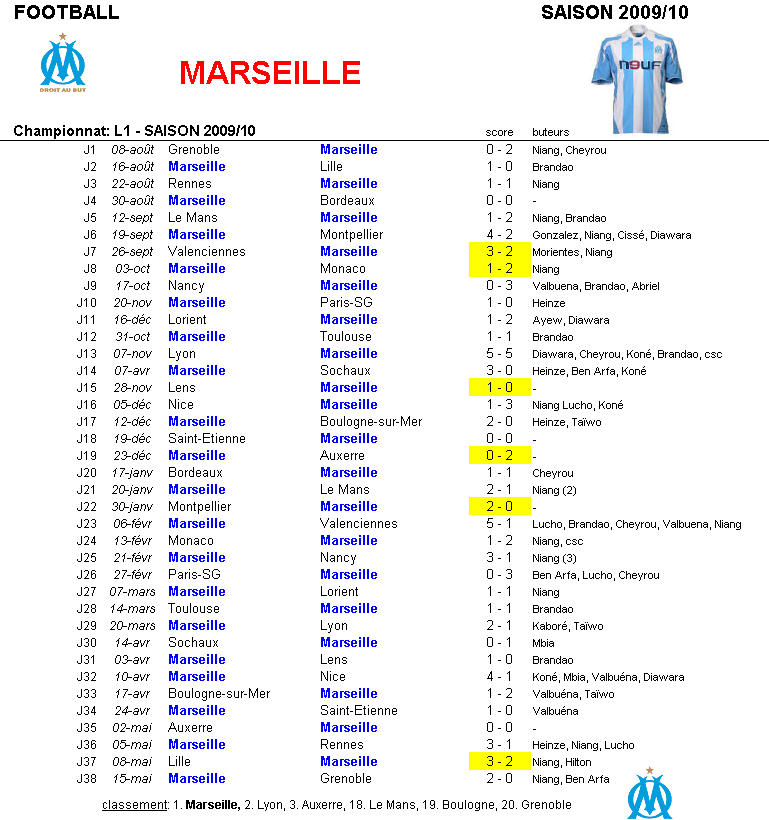 FOOTBALL SAISON 2009/10
DROIT AU BUT
MARSEILLE
neuf
Championnat: L1 - SAISON 2009/10 score buteurs
J1 08-août Grenoble Marseille 0 - 2 Niang, Cheyrou
J2 16-août Marseille Lille 1 - 0 Brandao
J3 22-août Rennes Marseille 1 - 1 Niang
J4 30-août Marseille Bordeaux 0 - 0 -
J5 12-sept Le Mans Marseille 1 - 2 Niang, Brandao
J6 19-sept Marseille Montpellier 4 - 2 Gonzalez, Niang, Cissé, Diawara
J7 26-sept Valenciennes Marseille 3 - 2 Morientes, Niang
J8 03-oct Marseille Monaco 1 - 2 Niang
J9 17-oct Nancy Marseille 0 - 3 Valbuena, Brandao, Abriel
J10 20-nov Marseille Paris-SG 1 - 0 Heinze
J11 16-déc Lorient Marseille 1 - 2 Ayew, Diawara
J12 31-oct Marseille Toulouse 1 - 1 Brandao
J13 07-nov Lyon Marseille 5 - 5 Diawara, Cheyrou, Koné, Brandao, csc
J14 07-avr Marseille Sochaux 3 - 0 Heinze, Ben Arfa, Koné
J15 28-nov Lens Marseille 1 - 0 -
J16 05-déc Nice Marseille 1 - 3 Niang Lucho, Koné
J17 12-déc Marseille Boulogne-sur-Mer 2 - 0 Heinze, Taïwo
J18 19-déc Saint-Etienne Marseille 0 - 0 -
J19 23-déc Marseille Auxerre 0 - 2 -
J20 17-janv Bordeaux Marseille 1 - 1 Cheyrou
J21 20-janv Marseille Le Mans 2 - 1 Niang (2)
J22 30-janv Montpellier Marseille 2 - 0 -
J23 06-févr Marseille Valenciennes 5 - 1 Lucho, Brandao, Cheyrou, Valbuena, Niang
J24 13-févr Monaco Marseille 1 - 2 Niang, csc
J25 21-févr Marseille Nancy 3 - 1 Niang (3)
J26 27-févr Paris-SG Marseille 0 - 3 Ben Arfa, Lucho, Cheyrou
J27 07-mars Marseille Lorient 1 - 1 Niang
J28 14-mars Toulouse Marseille 1 - 1 Brandao
J29 20-mars Marseille Lyon 2 - 1 Kaboré, Taïwo
J30 14-avr Sochaux Marseille 0 - 1 Mbia
J31 03-avr Marseille Lens 1 - 0 Brandao
J32 10-avr Marseille Nice 4 - 1 Koné, Mbia, Valbuéna, Diawara
J33 17-avr Boulogne-sur-Mer Marseille 1 - 2 Valbuéna, Taïwo
J34 24-avr Marseille Saint-Etienne 1 - 0 Valbuéna
J35 02-mai Auxerre Marseille 0 - 0 -
J36 05-mai Marseille Rennes 3 - 1 Heinze, Niang, Lucho
J37 08-mai Lille Marseille 3 - 2 Niang, Hilton
J38 15-mai Marseille Grenoble 2 - 0 Niang, Ben Arfa
classement: 1. Marseille, 2. Lyon, 3. Auxerre, 18. Le Mans, 19. Boulogne, 20. Grenoble